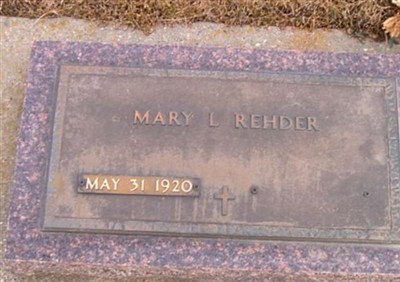 MARY L REHDER
MAY 31 1920